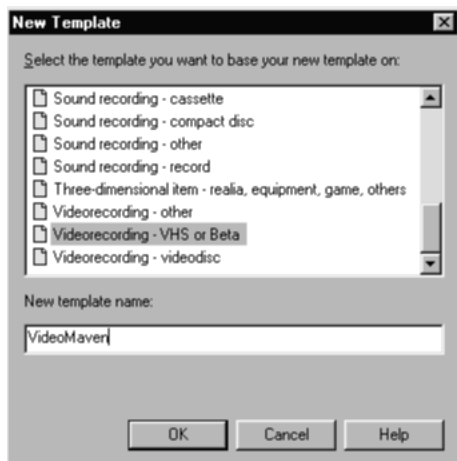 New Template
Select the template you want to base your new template on:
Sound recording - cassette
Sound recording - compact disc
Sound recording - other
Sound recording - record
Three-dimensional item - realia, equipment, game, others
Videorecording - other
Videorecording - VHS or Beta
Videorecording - videodisc
New template name:
VideoMaven
OK Cancel Help